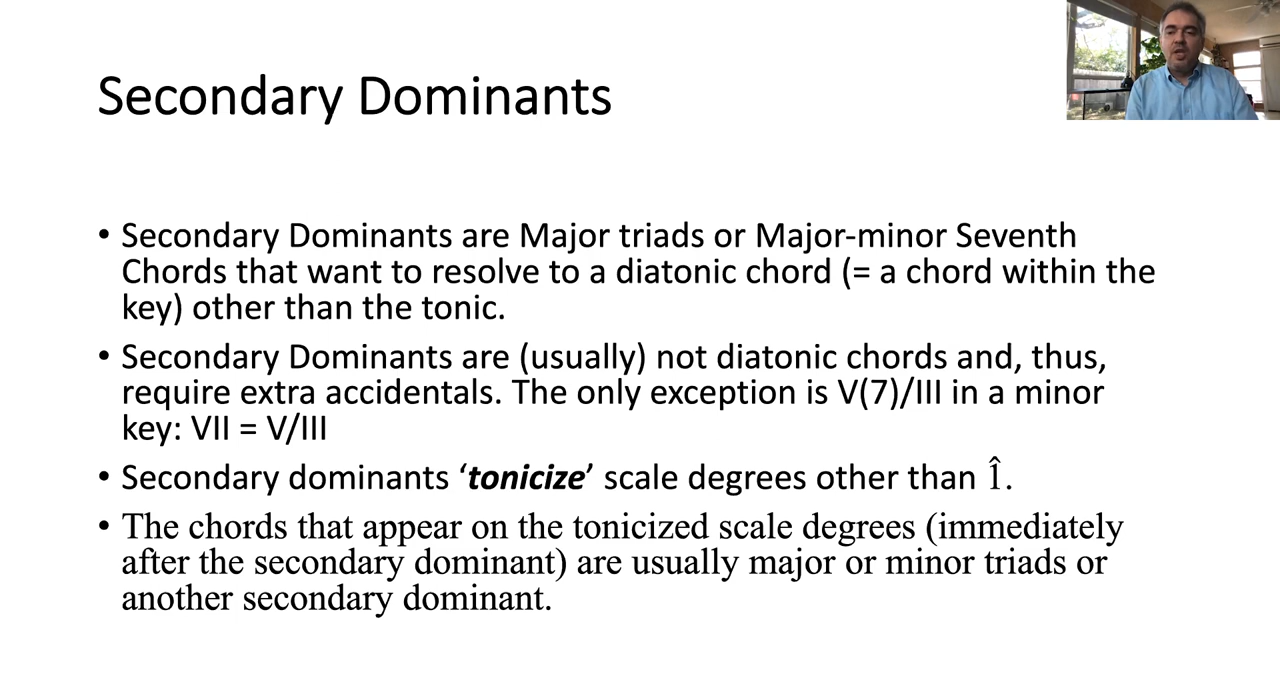 Secondary Dominants
• Secondary Dominants are Major triads or Major-minor Seventh
Chords that want to resolve to a diatonic chord (= a chord within the
key) other than the tonic.
• Secondary Dominants are (usually) not diatonic chords and, thus,
require extra accidentals. The only exception is V(7)/III in a minor
key: VII = V/III
• Secondary dominants ‘tonicize’ scale degrees other than 1̂.
• The chords that appear on the tonicized scale degrees (immediately
after the secondary dominant) are usually major or minor triads or
another secondary dominant.